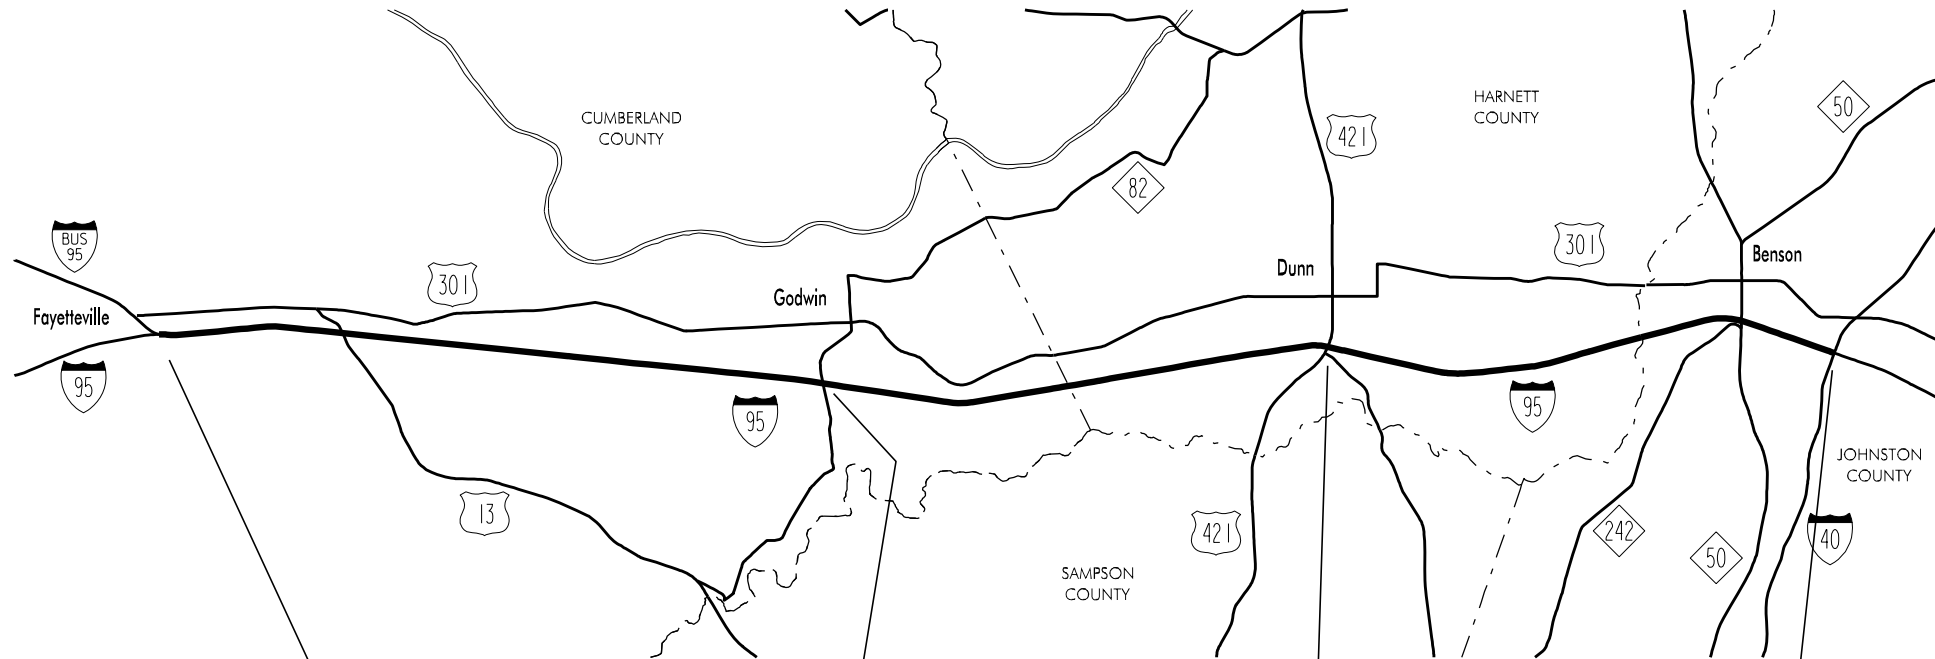 CUMBERLAND
COUNTY
HARNETT
COUNTY
50
421
82
BUS
95
301
301
Benson
Dunn
Godwin
Fayetteville
95
95
95
JOHNSTON
COUNTY
13
421
242
50
40
SAMPSON
COUNTY